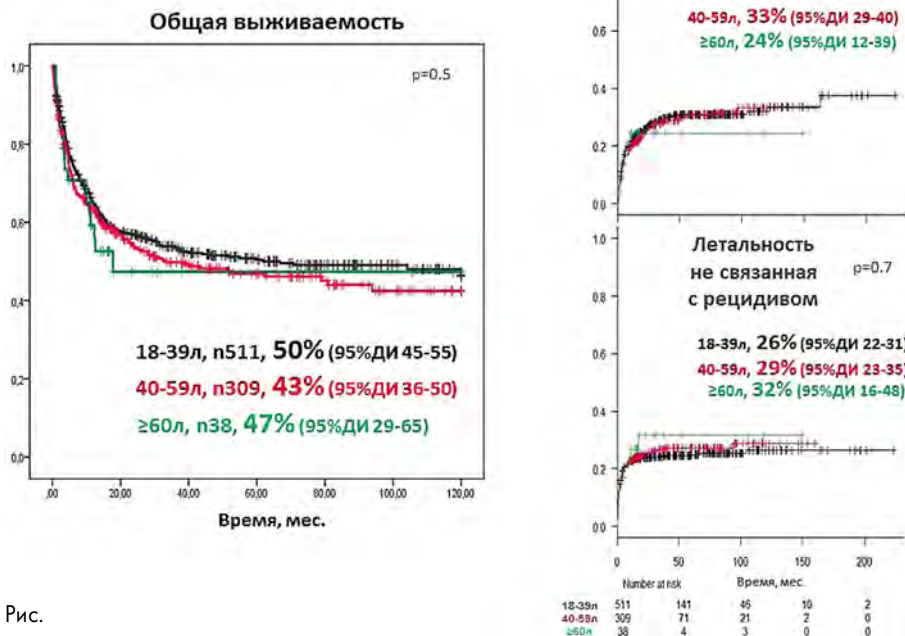 Общая выживаемость
p=0.5
1,0
0,8
0,6
0,4
0,2
0,0
18-39л, n511, 50% (95%ДИ 45-55)
40-59л, n309, 43% (95%ДИ 36-50)
≥60л, n38, 47% (95%ДИ 29-65)
,00 20,00 40,00 60,00 80,00 100,00 120,00
Время, мес.
40-59л, 33% (95%ДИ 29-40)
≥60л, 24% (95%ДИ 12-39)
0.6
0.4
0.2
0.0
Летальность
не связанная
с рецидивом
p=0.7
18-39л, 26% (95%ДИ 22-31)
40-59л, 29% (95%ДИ 23-35)
≥60л, 32% (95%ДИ 16-48)
1.0
0.8
0.6
0.4
0.2
0.0
0 50 100 150 200
Number at risk
Время, мес.
18-39л 511 141 46 10 2
40-59л 309 71 21 2 0
≥60л 38 4 3 0 0
Рис.